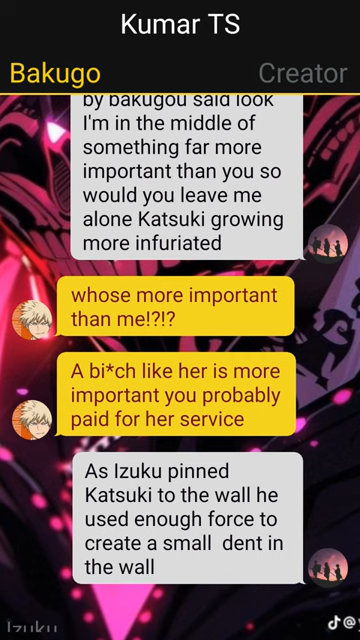 Kumar TS
Bakugo
Creator
by bakugou said look
I'm in the middle of
something far more
important than you so
would you leave me
alone Katsuki growing
more infuriated
whose more important
than me!?!?
A bi*ch like her is more
important you probably
paid for her service
As Izuku pinned
Katsuki to the wall he
used enough force to
create a small dent in
the wall
Izuku
@